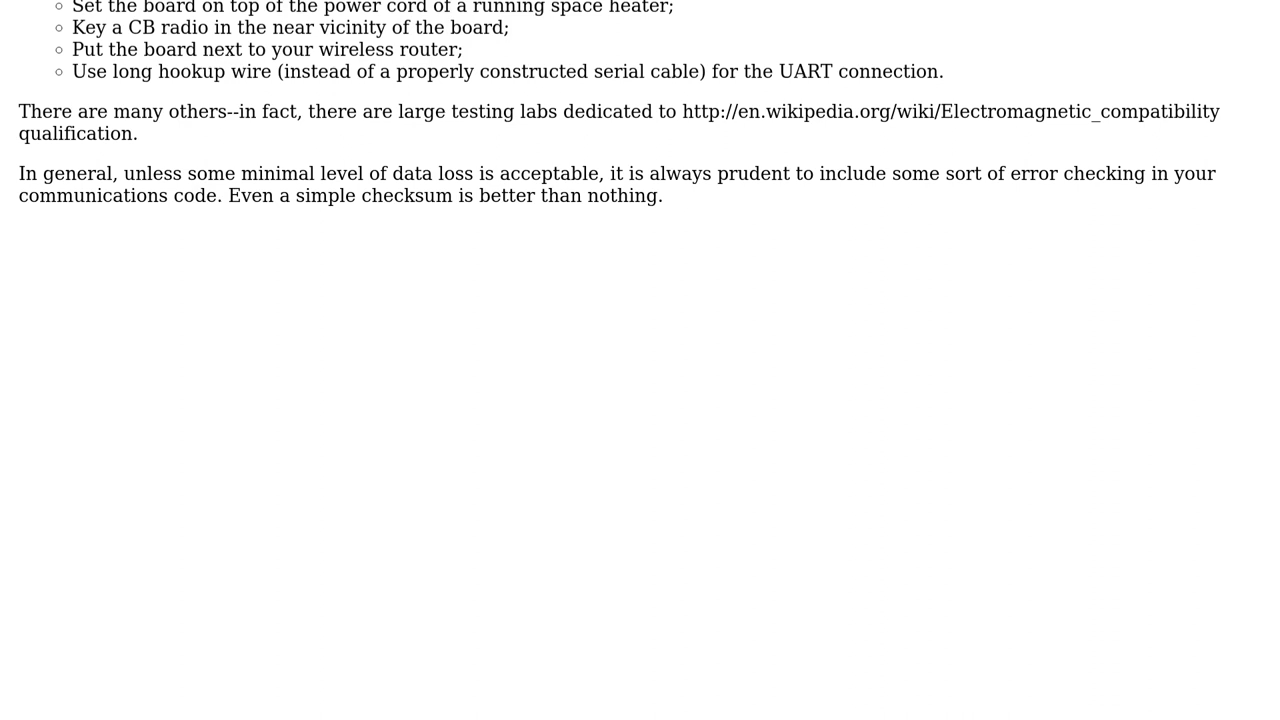 Set the board on top of the power cord of a running space heater;
Key a CB radio in the near vicinity of the board;
Put the board next to your wireless router;
Use long hookup wire (instead of a properly constructed serial cable) for the UART connection.
There are many others--in fact, there are large testing labs dedicated to http://en.wikipedia.org/wiki/Electromagnetic_compatibility
qualification.
In general, unless some minimal level of data loss is acceptable, it is always prudent to include some sort of error checking in your
communications code. Even a simple checksum is better than nothing.